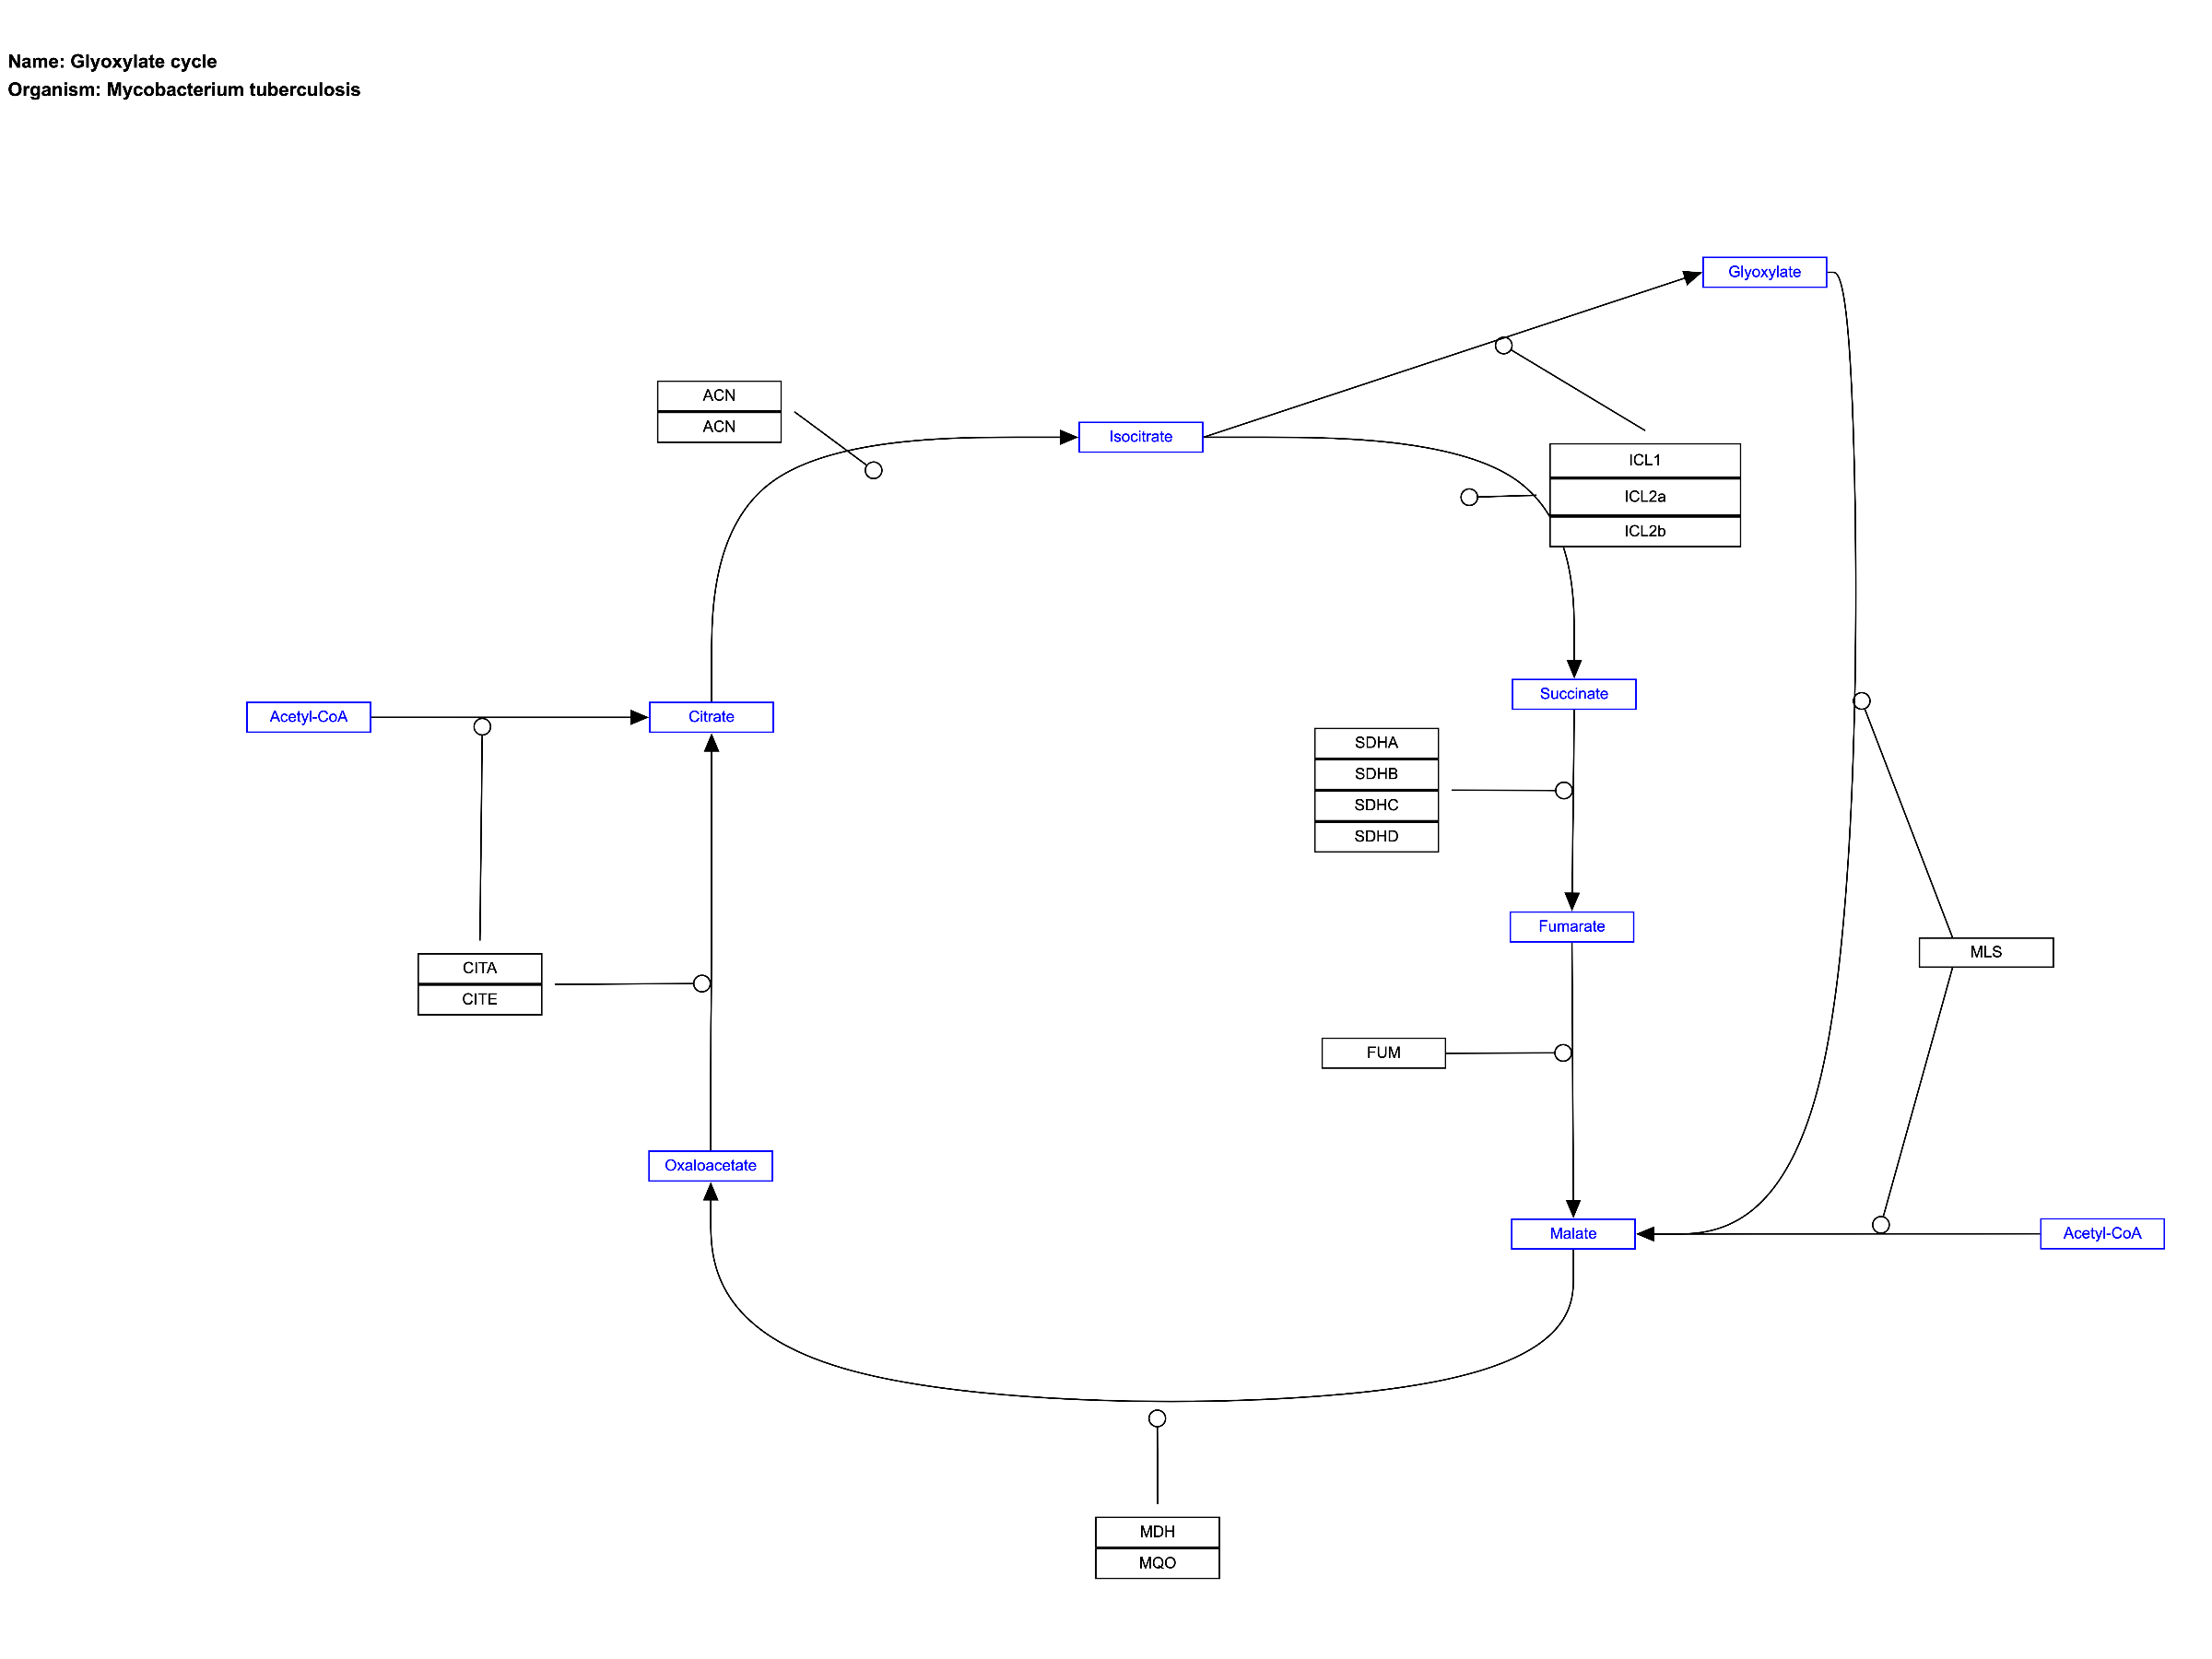 Name: Glyoxylate cycle
Organism: Mycobacterium tuberculosis
Glyoxylate
ACN
ACN
Isocitrate
ICL1
ICL2a
ICL2b
Succinate
Acetyl-CoA
Citrate
SDHA
SDHB
SDHC
SDHD
Fumarate
MLS
CITA
CITE
FUM
Oxaloacetate
Malate
Acetyl-CoA
MDH
MQO